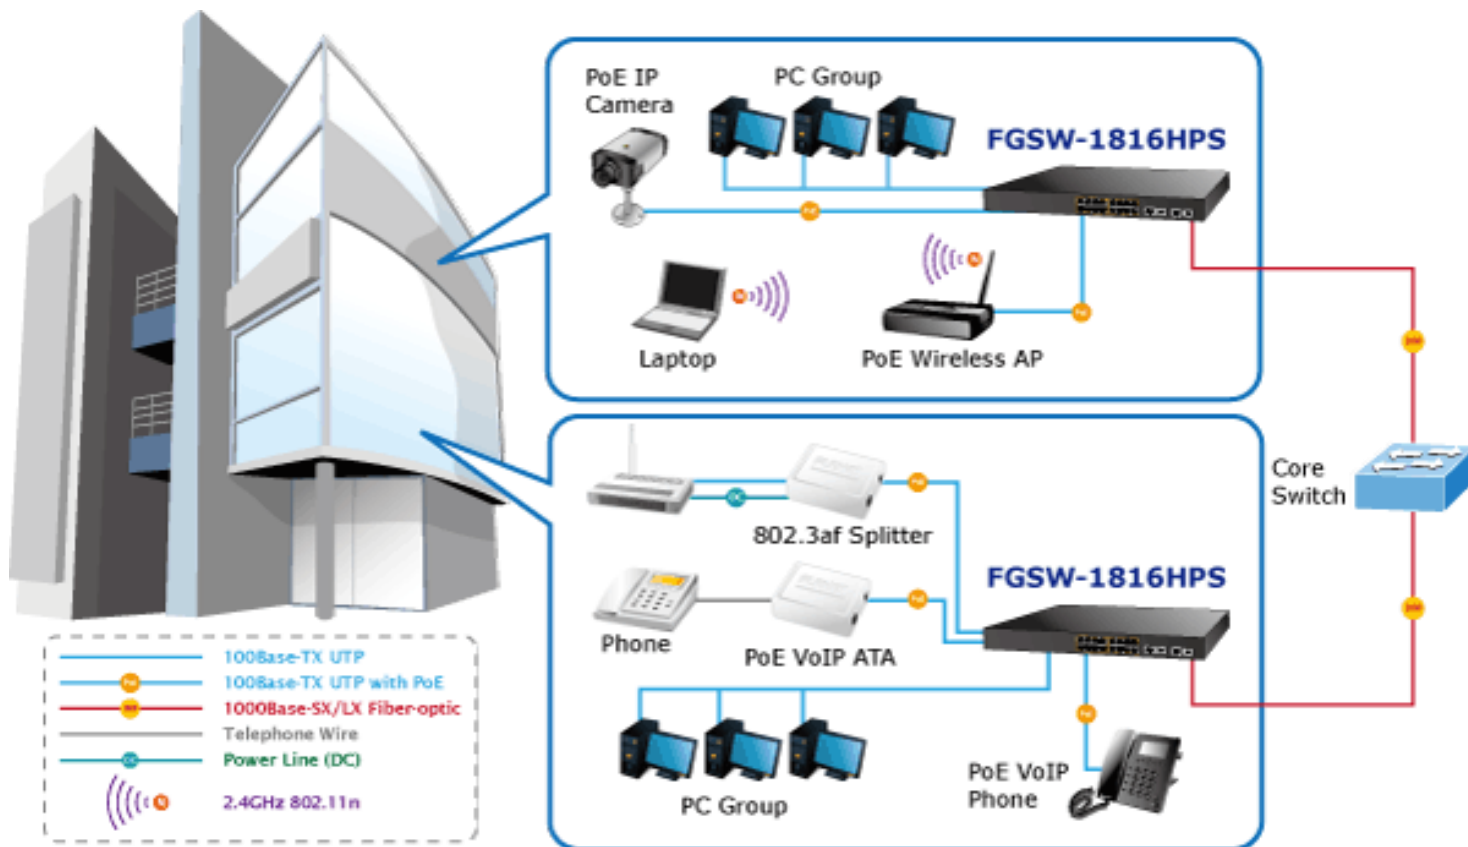 PoE IP
Camera
PC Group
FGSW-1816HPS
Laptop
PoE Wireless AP
Core
Switch
802.3af Splitter
FGSW-1816HPS
Phone
PoE VoIP ATA
PC Group
PoE VoIP
Phone
100Base-TX UTP
100Base-TX UTP with PoE
1000Base-SX/LX Fiber-optic
Telephone Wire
Power Line (DC)
2.4GHz 802.11n